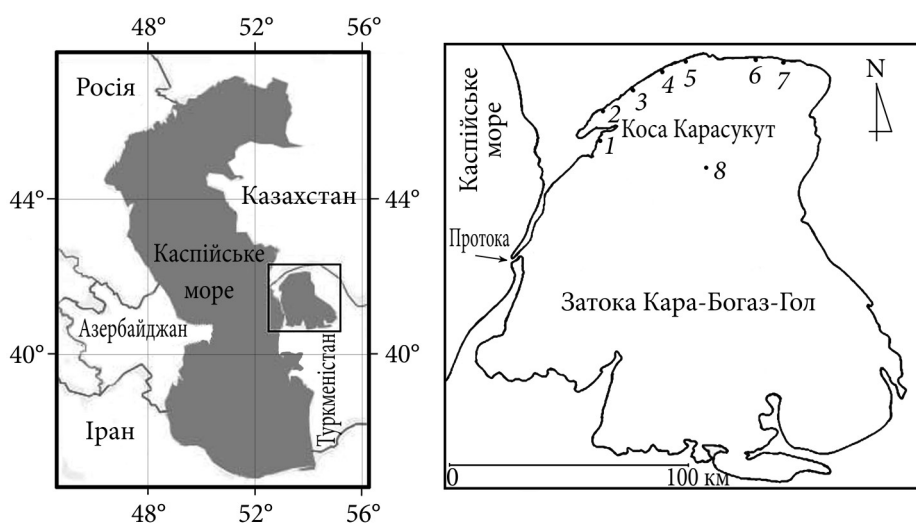 48° 52° 56°
Росія
Казахстан
44° 44°
Каспійське
море
Азербайджан
40° 40°
Туркменістан
Іран
48° 52° 56°
Каспійське
море
4 5 6 7
3
2
N
Коса Карасукут
1
8
Протока
Затока Кара-Богаз-Гол
0 100 км